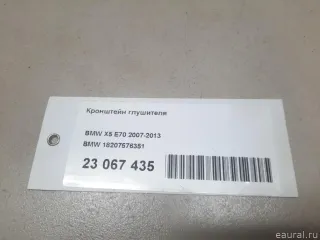 Кронштейн глушителя
BMW X5 E70 2007-2013
BMW 18207576351
23 067 435
eaural.ru